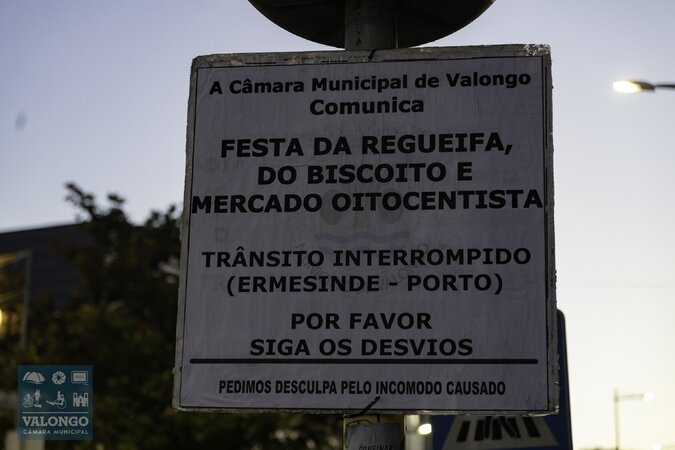 A Câmara Municipal de Valongo
Comunica
FESTA DA REGUEIFA,
DO BISCOITO E
MERCADO OITOCENTISTA
TRÂNSITO INTERROMPIDO
(ERMESINDE - PORTO)
POR FAVOR
SIGA OS DESVIOS
PEDIMOS DESCULPA PELO INCOMODO CAUSADO
VALONGO
CÂMARA MUNICIPAL